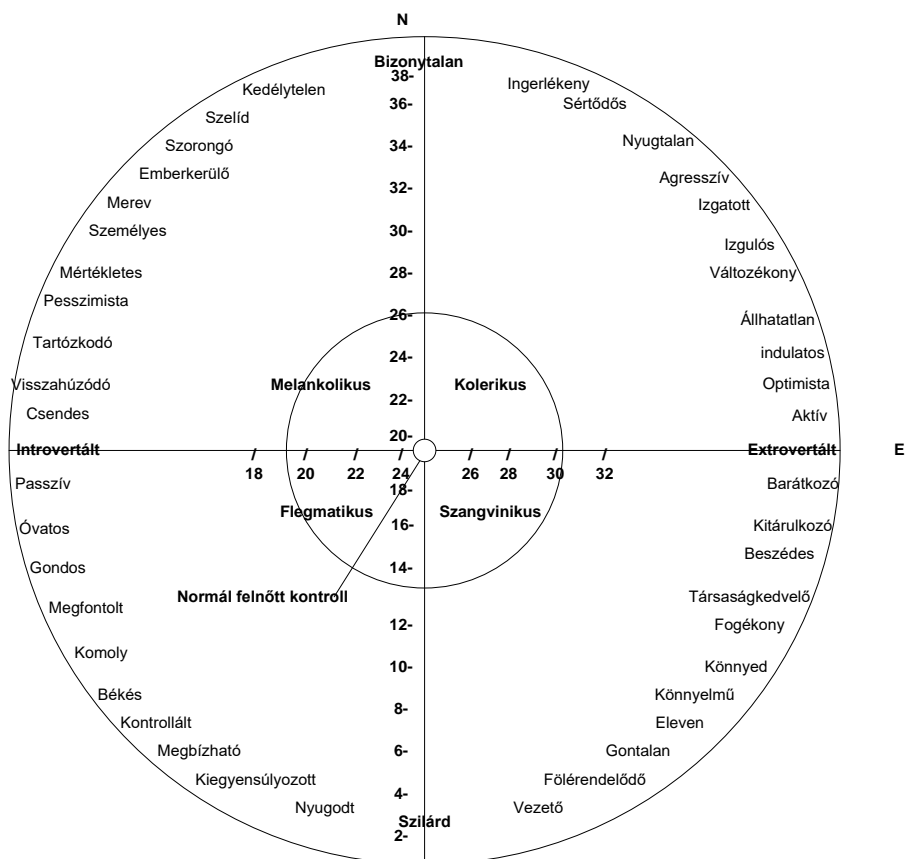 N
Bizonytalan
38-
Kedélytelen
Ingerlékeny
36-
Sértődős
Szelíd
34-
Nyugtalan
Szorongó
Emberkerülő
Agresszív
32-
Merev
Izgatott
30-
Személyes
Izgulós
28-
Mértékletes
Változékony
Pesszimista
26-
Állhatatlan
Tartózkodó
24-
indulatos
Visszahúzódó
Melankolikus
Kolerikus
Optimista
22-
Csendes
Aktív
20-
Introvertált
Extrovertált
E
18 20 22 24 26 28 30 32
18-
Passzív
Barátkozó
Flegmatikus
Szangvinikus
16-
Óvatos
Kitárulkozó
Beszédes
14-
Gondos
Normál felnőtt kontroll
Társaságkedvelő
Megfontolt
12-
Fogékony
Komoly
10-
Könnyed
Békés
Könnyelmű
8-
Kontrollált
Eleven
6-
Megbízható
Gontalan
Kiegyensúlyozott
Fölérendelődő
4-
Nyugodt
Vezető
Szilárd
2-